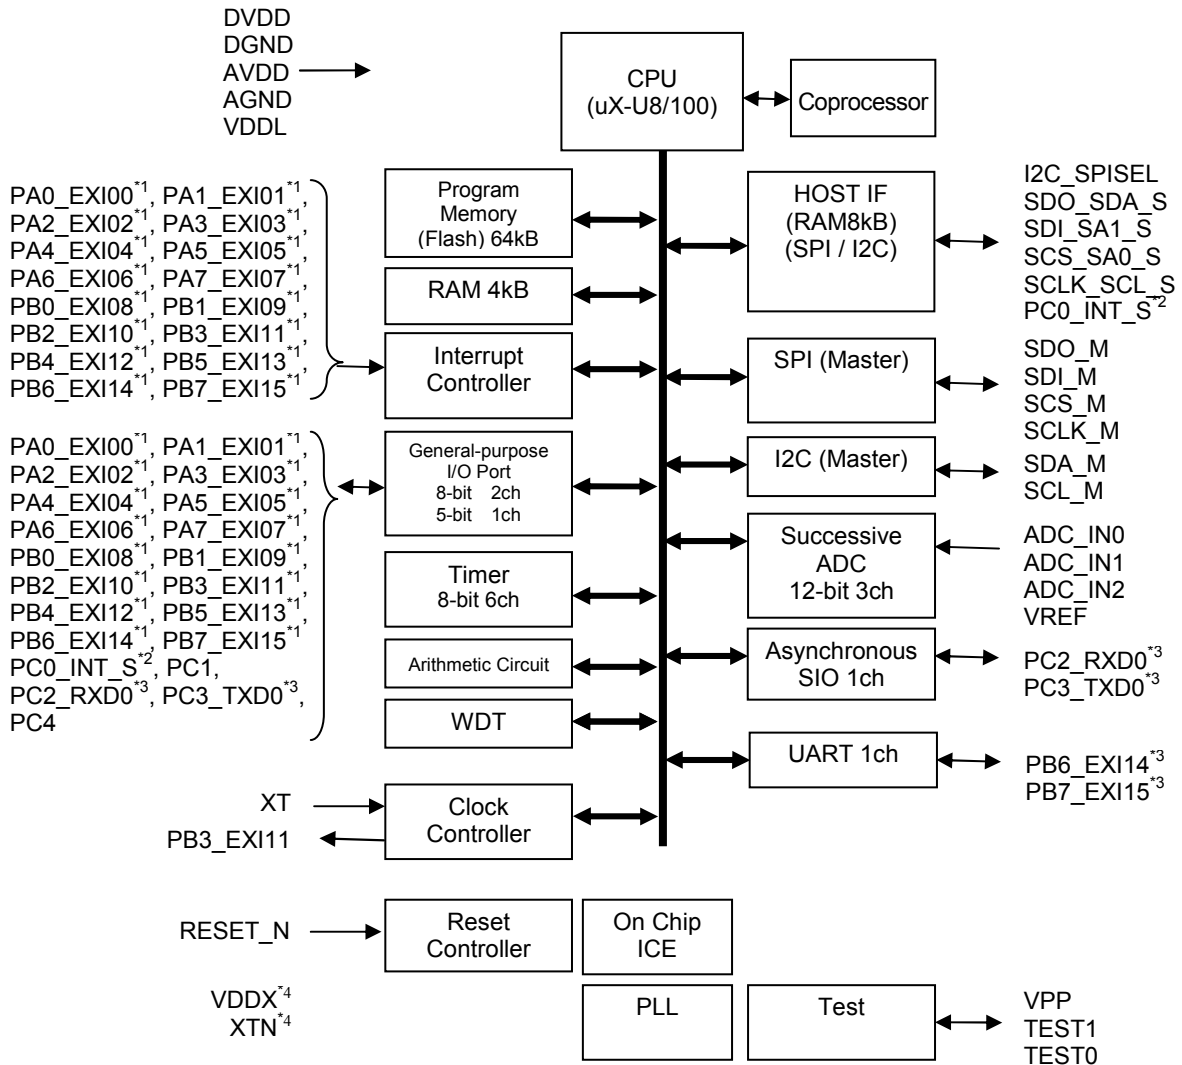 DVDD
DGND
AVDD
AGND
VDDL
CPU
(uX-U8/100)
Coprocessor
PA0_EXI00*1, PA1_EXI01*1,
PA2_EXI02*1, PA3_EXI03*1,
PA4_EXI04*1, PA5_EXI05*1,
PA6_EXI06*1, PA7_EXI07*1,
PB0_EXI08*1, PB1_EXI09*1,
PB2_EXI10*1, PB3_EXI11*1,
PB4_EXI12*1, PB5_EXI13*1,
PB6_EXI14*1, PB7_EXI15*1
Program
Memory
(Flash) 64kB
RAM 4kB
Interrupt
Controller
HOST IF
(RAM8kB)
(SPI / I2C)
I2C_SPISEL
SDO_SDA_S
SDI_SA1_S
SCS_SA0_S
SCLK_SCL_S
PC0_INT_S*2
SPI (Master)
SDO_M
SDI_M
SCS_M
SCLK_M
PA0_EXI00*1, PA1_EXI01*1,
PA2_EXI02*1, PA3_EXI03*1,
PA4_EXI04*1, PA5_EXI05*1,
PA6_EXI06*1, PA7_EXI07*1,
PB0_EXI08*1, PB1_EXI09*1,
PB2_EXI10*1, PB3_EXI11*1,
PB4_EXI12*1, PB5_EXI13*1,
PB6_EXI14*1, PB7_EXI15*1
PC0_INT_S*2, PC1,
PC2_RXD0*3, PC3_TXD0*3,
PC4
General-purpose
I/O Port
8-bit 2ch
5-bit 1ch
Timer
8-bit 6ch
Arithmetic Circuit
WDT
I2C (Master)
SDA_M
SCL_M
Successive
ADC
12-bit 3ch
ADC_IN0
ADC_IN1
ADC_IN2
VREF
Asynchronous
SIO 1ch
PC2_RXD0*3
PC3_TXD0*3
UART 1ch
PB6_EXI14*3
PB7_EXI15*3
XT
PB3_EXI11
Clock
Controller
RESET_N
Reset
Controller
On Chip
ICE
VDDX*4
XTN*4
PLL
Test
VPP
TEST1
TEST0